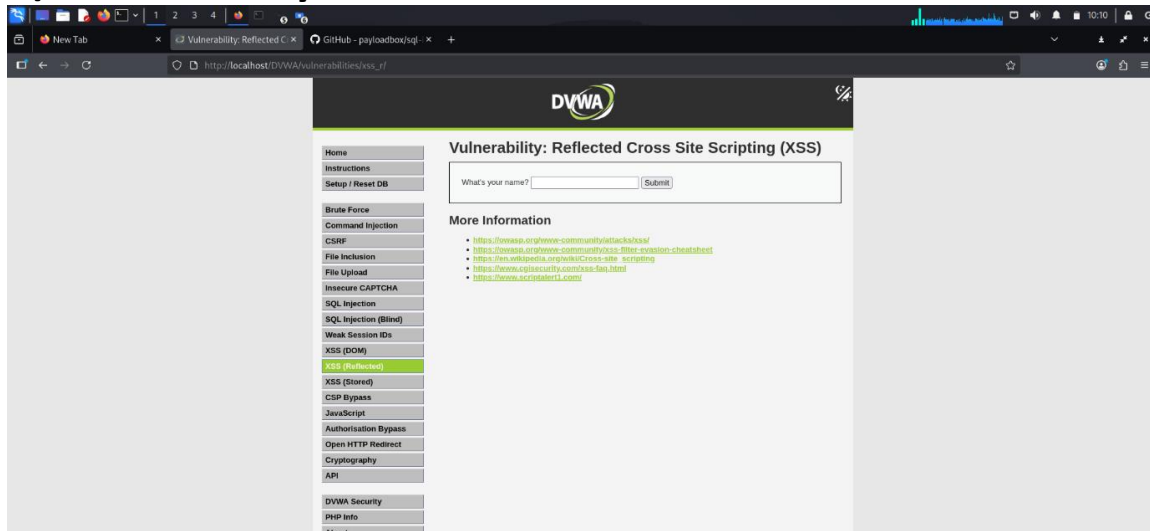 1 2 3 4
10:10
New Tab
Vulnerability: Reflected C
GitHub - payloadbox/sql-
http://localhost/DVWA/vulnerabilities/xss_r/
DVWA
Home
Instructions
Setup / Reset DB
Brute Force
Command Injection
CSRF
File Inclusion
File Upload
Insecure CAPTCHA
SQL Injection
SQL Injection (Blind)
Weak Session IDs
XSS (DOM)
XSS (Reflected)
XSS (Stored)
CSP Bypass
JavaScript
Authorisation Bypass
Open HTTP Redirect
Cryptography
API
DVWA Security
PHP Info
Vulnerability: Reflected Cross Site Scripting (XSS)
What's your name?
Submit
More Information
https://owasp.org/www-community/attacks/xss/
https://owasp.org/www-community/xss-filter-evasion-cheatsheet
https://en.wikipedia.org/wiki/Cross-site_scripting
https://www.cgisecurity.com/xss-faq.html
https://www.scriptalert1.com/